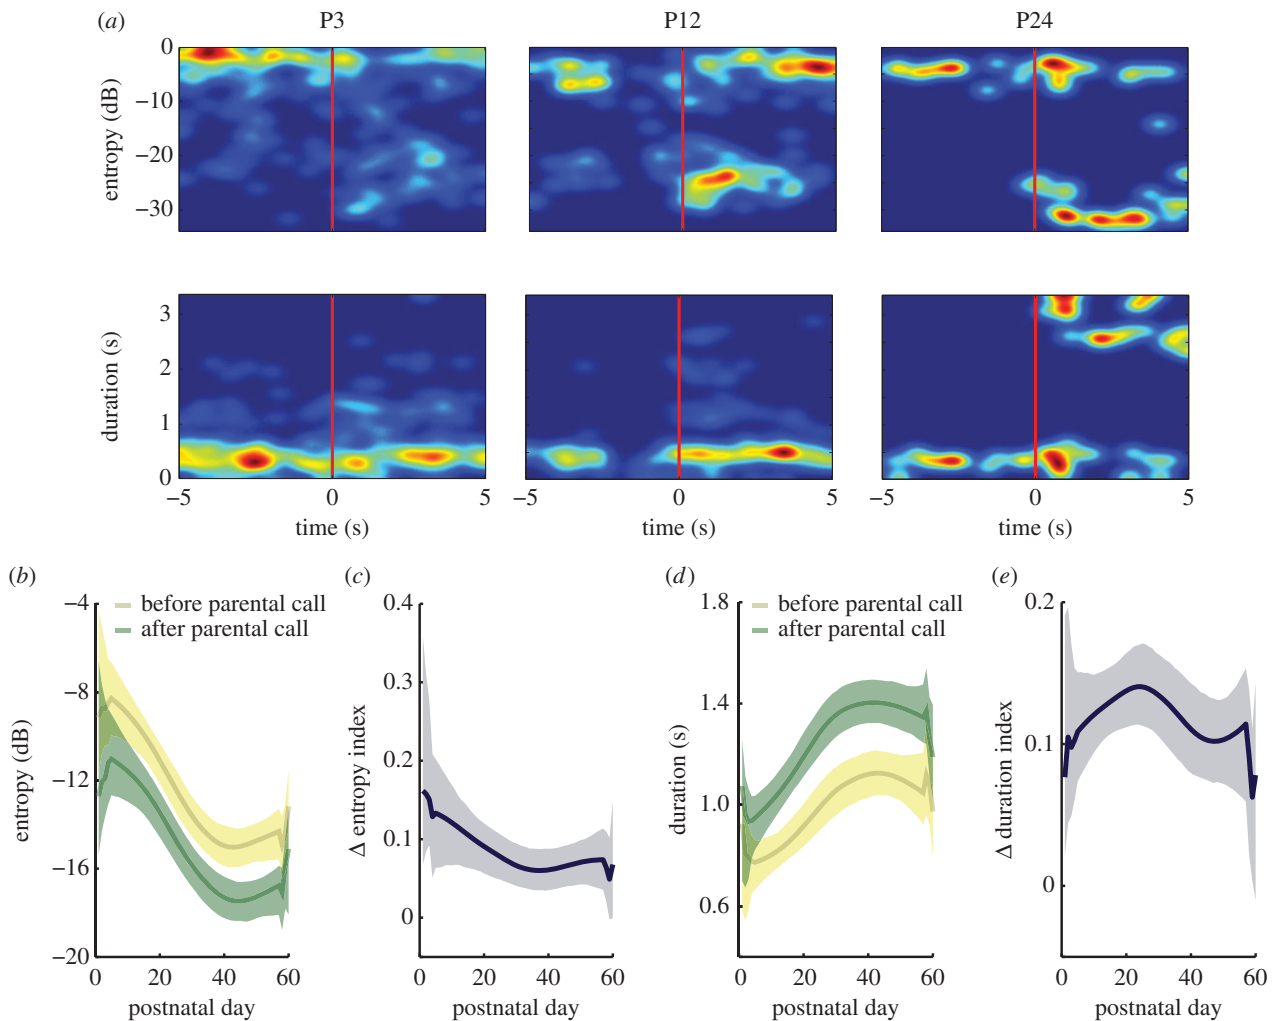 (a) P3 P12 P24
entropy (dB)
0
−10
−20
−30
duration (s)
3
2
1
0
−5 0 5 −5 0 5 −5 0 5
time (s) time (s) time (s)
(b) (c) (d) (e)
before parental call
after parental call
entropy (dB)
−4
−8
−12
−16
−20
0 20 40 60
postnatal day
Δ entropy index
0.4
0.3
0.2
0.1
0
0 20 40 60
postnatal day
before parental call
after parental call
duration (s)
1.8
1.4
1.0
0.6
0 20 40 60
postnatal day
Δ duration index
0.2
0.1
0
0 20 40 60
postnatal day